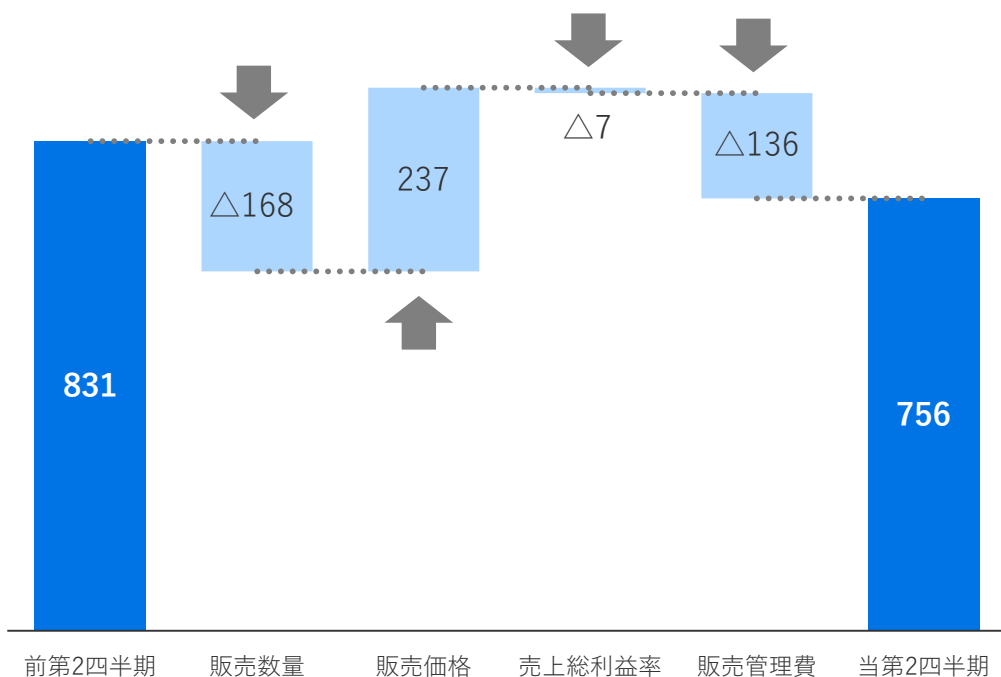 △7
△136
237
△168
831
756
前第2四半期
販売数量
販売価格
売上総利益率
販売管理費
当第2四半期